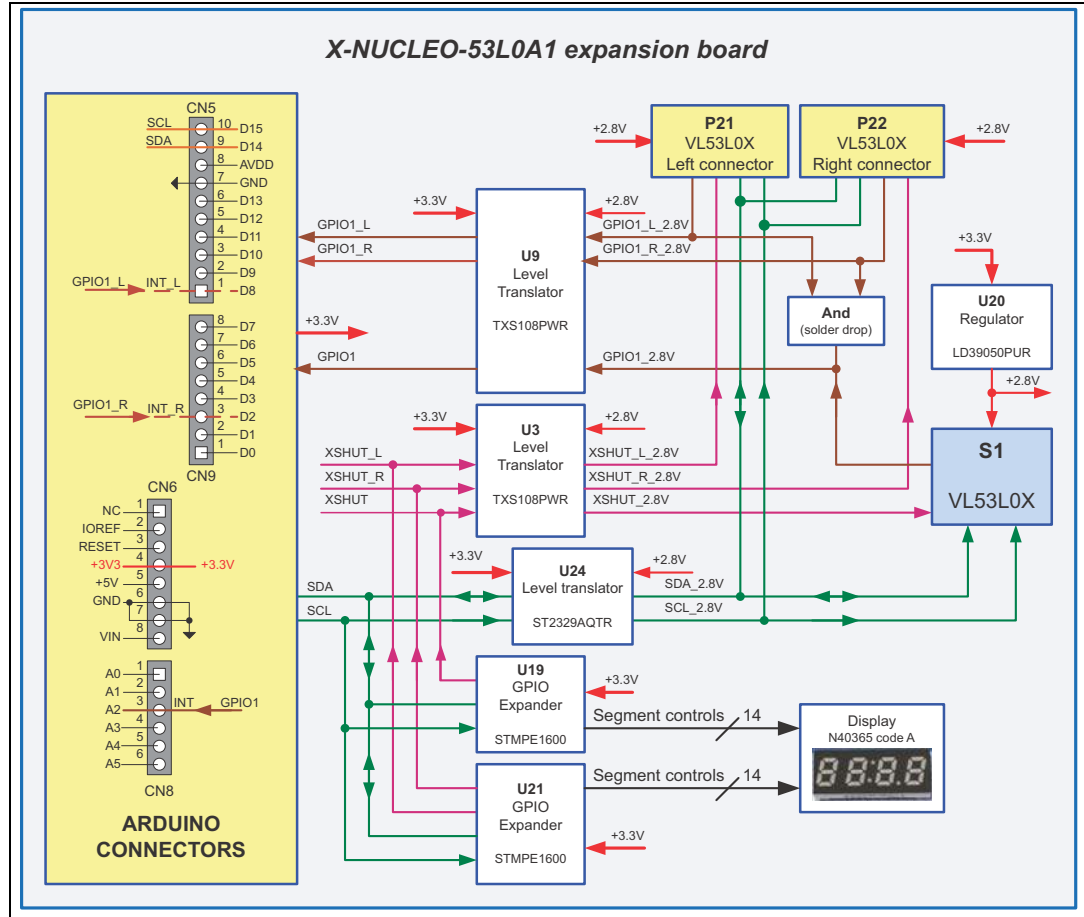 X-NUCLEO-53L0A1 expansion board
CN5
SCL 10 D15
SDA 9 D14
8 AVDD
7 GND
6 D13
5 D12
4 D11
3 D10
2 D9
GPIO1_L INT_L 1 D8
8 D7
7 D6
6 D5
5 D4
4 D3
GPIO1_R INT_R 3 D2
2 D1
1 D0
CN9
CN6
NC 1
IOREF 2
RESET 3
+3V3 4 +3.3V
+5V 5
GND 6
7
VIN 8
A0 1
A1 2
A2 3 INT GPIO1
A3 4
A4 5
A5 6
CN8
ARDUINO
CONNECTORS
+3.3V
GPIO1_L
GPIO1_R
GPIO1
+3.3V
+2.8V
U9
Level
Translator
TXS108PWR
GPIO1_L_2.8V
GPIO1_R_2.8V
GPIO1_2.8V
+2.8V
P21
VL53L0X
Left connector
P22
VL53L0X
Right connector
+2.8V
And
(solder drop)
+3.3V
U20
Regulator
LD39050PUR
+2.8V
S1
VL53L0X
XSHUT_L
XSHUT_R
XSHUT
+3.3V
+2.8V
U3
Level
Translator
TXS108PWR
XSHUT_L_2.8V
XSHUT_R_2.8V
XSHUT_2.8V
SDA
SCL
+3.3V
+2.8V
U24
Level translator
ST2329AQTR
SDA_2.8V
SCL_2.8V
U19
GPIO
Expander
STMPE1600
+3.3V
Segment controls 14
U21
GPIO
Expander
STMPE1600
Segment controls 14
+3.3V
Display
N40365 code A
88:88